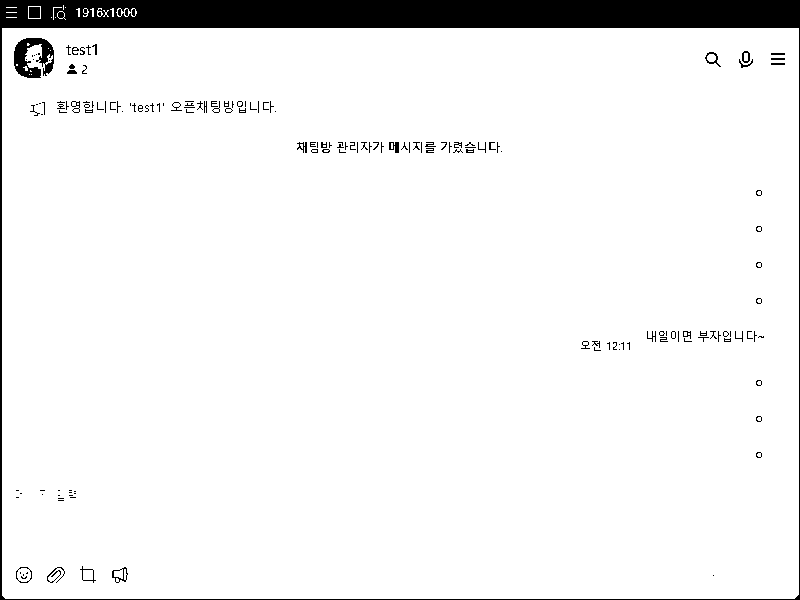 1916x1000
test1
2
환영합니다. 'test1' 오픈채팅방입니다.
채팅방 관리자가 메시지를 가렸습니다.
ㅇ
ㅇ
ㅇ
ㅇ
내일이면 부자입니다~
오전 12:11
ㅇ
ㅇ
ㅇ